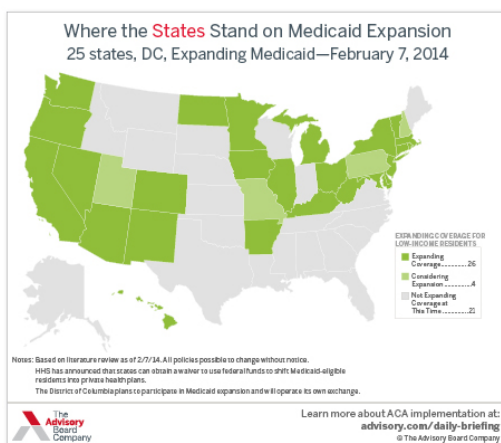 Where the States Stand on Medicaid Expansion
25 states, DC, Expanding Medicaid—February 7, 2014
EXPANDING COVERAGE FOR
LOW-INCOME RESIDENTS
Expanding
Coverage..........26
Considering
Expansion..........4
Not Expanding
Coverage at
This Time..........21
Notes: Based on literature review as of 2/7/14. All policies possible to change without notice.
HHS has announced that states can obtain a waiver to use federal funds to shift Medicaid-eligible
residents into private health plans.
The District of Columbia plans to participate in Medicaid expansion and will operate its own exchange.
The
Advisory
Board
Company
Learn more about ACA implementation at:
advisory.com/daily-briefing
© The Advisory Board Company